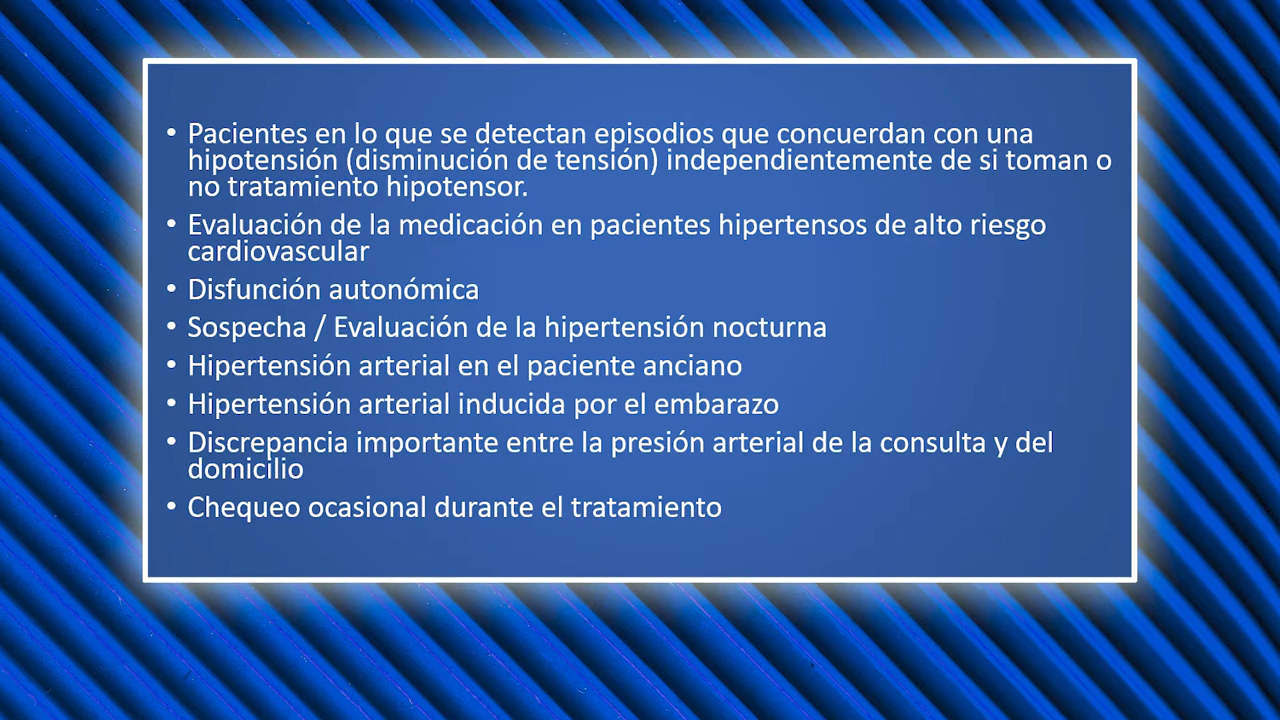 • Pacientes en lo que se detectan episodios que concuerdan con una
hipotensión (disminución de tensión) independientemente de si toman o
no tratamiento hipotensor.
• Evaluación de la medicación en pacientes hipertensos de alto riesgo
cardiovascular
• Disfunción autonómica
• Sospecha / Evaluación de la hipertensión nocturna
• Hipertensión arterial en el paciente anciano
• Hipertensión arterial inducida por el embarazo
• Discrepancia importante entre la presión arterial de la consulta y del
domicilio
• Chequeo ocasional durante el tratamiento